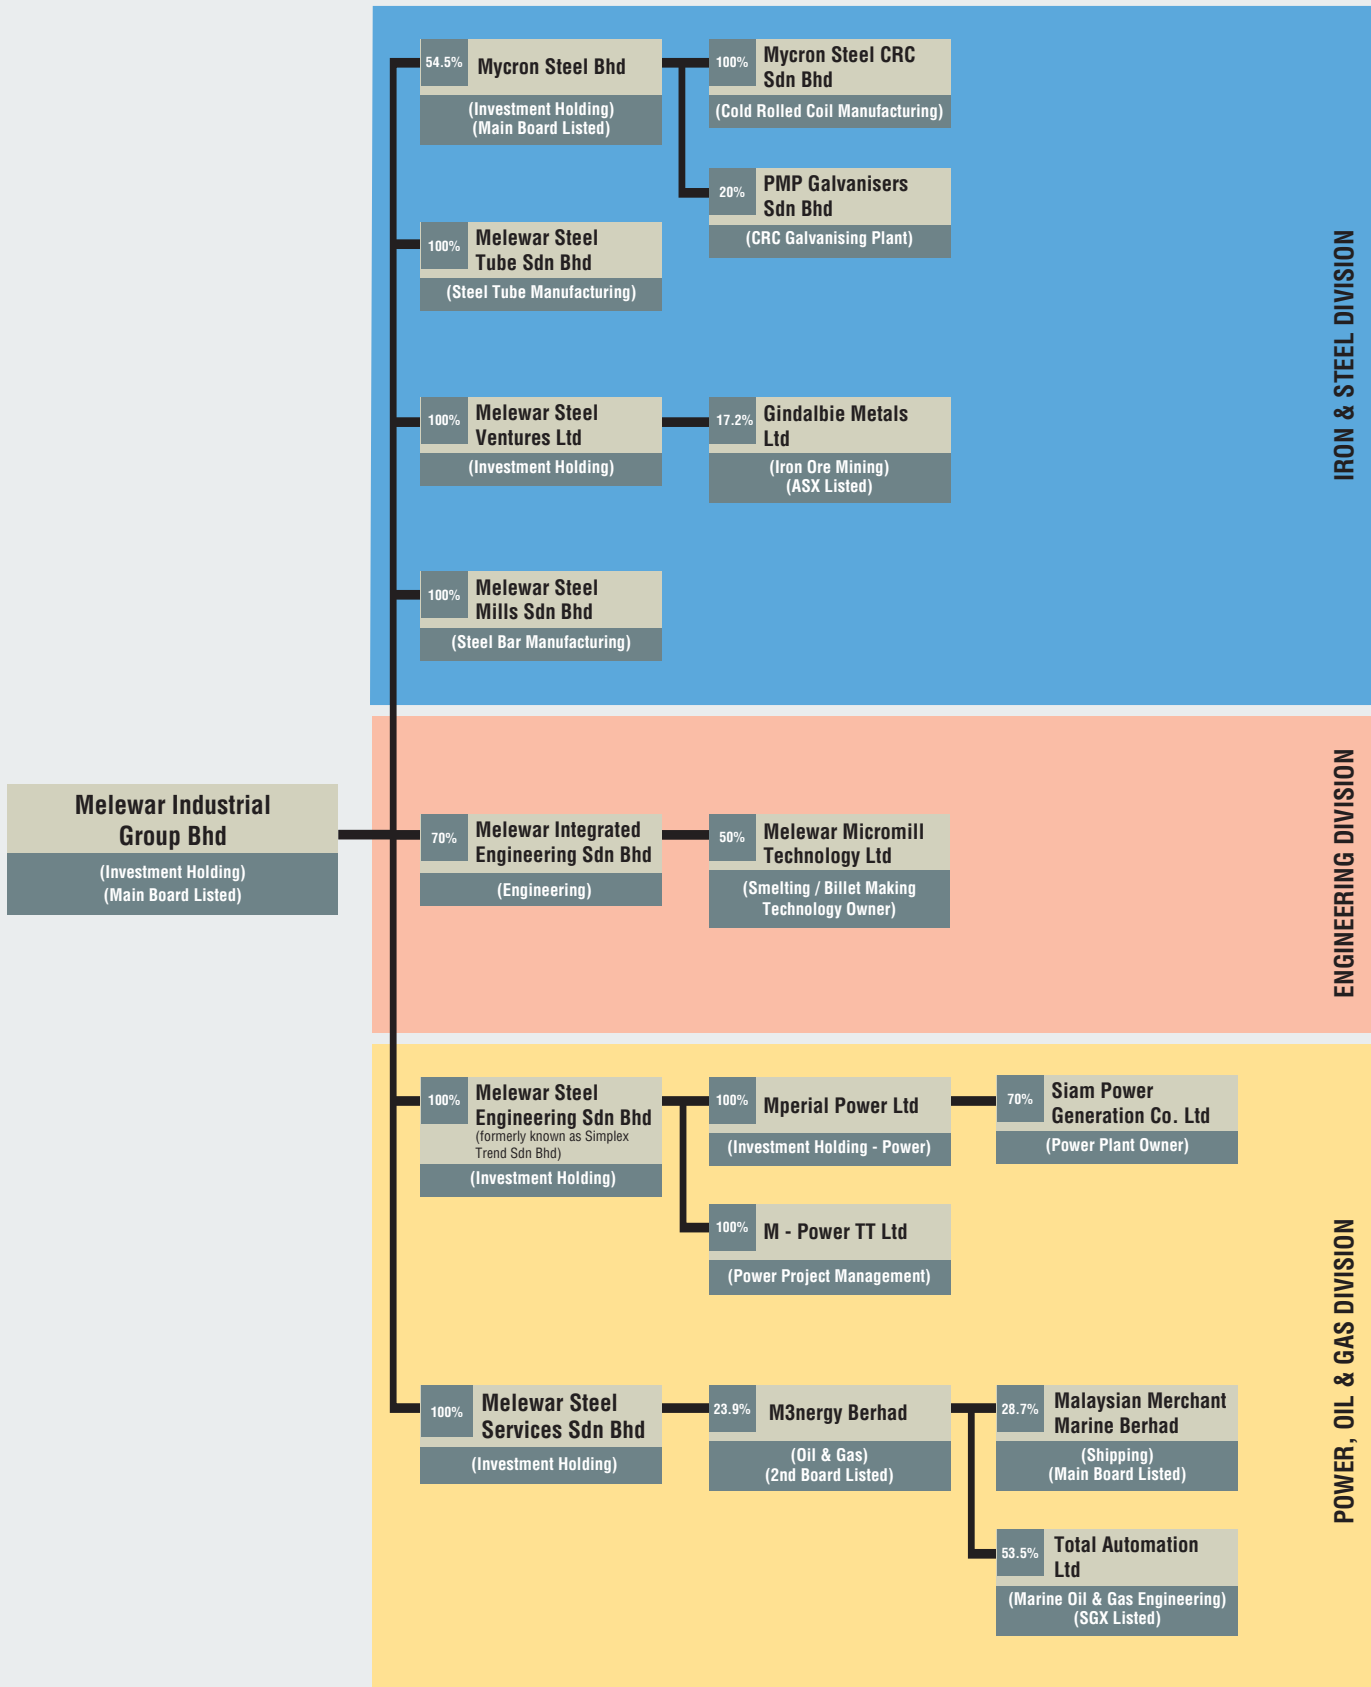 54.5%
Mycron Steel Bhd
(Investment Holding)
(Main Board Listed)
100%
Mycron Steel CRC
Sdn Bhd
(Cold Rolled Coil Manufacturing)
20%
PMP Galvanisers
Sdn Bhd
(CRC Galvanising Plant)
100%
Melewar Steel
Tube Sdn Bhd
(Steel Tube Manufacturing)
100%
Melewar Steel
Ventures Ltd
(Investment Holding)
17.2%
Gindalbie Metals
Ltd
(Iron Ore Mining)
(ASX Listed)
100%
Melewar Steel
Mills Sdn Bhd
(Steel Bar Manufacturing)
IRON & STEEL DIVISION
Melewar Industrial
Group Bhd
(Investment Holding)
(Main Board Listed)
70%
Melewar Integrated
Engineering Sdn Bhd
(Engineering)
50%
Melewar Micromill
Technology Ltd
(Smelting / Billet Making
Technology Owner)
ENGINEERING DIVISION
100%
Melewar Steel
Engineering Sdn Bhd
(formerly known as Simplex
Trend Sdn Bhd)
(Investment Holding)
100%
Mperial Power Ltd
(Investment Holding - Power)
70%
Siam Power
Generation Co. Ltd
(Power Plant Owner)
100%
M - Power TT Ltd
(Power Project Management)
100%
Melewar Steel
Services Sdn Bhd
(Investment Holding)
23.9%
M3nergy Berhad
(Oil & Gas)
(2nd Board Listed)
28.7%
Malaysian Merchant
Marine Berhad
(Shipping)
(Main Board Listed)
53.5%
Total Automation
Ltd
(Marine Oil & Gas Engineering)
(SGX Listed)
POWER, OIL & GAS DIVISION